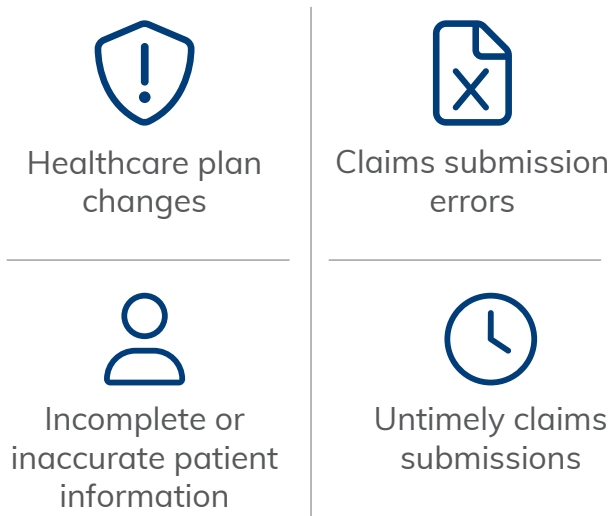 Healthcare plan
changes
Claims submission
errors
Incomplete or
inaccurate patient
information
Untimely claims
submissions